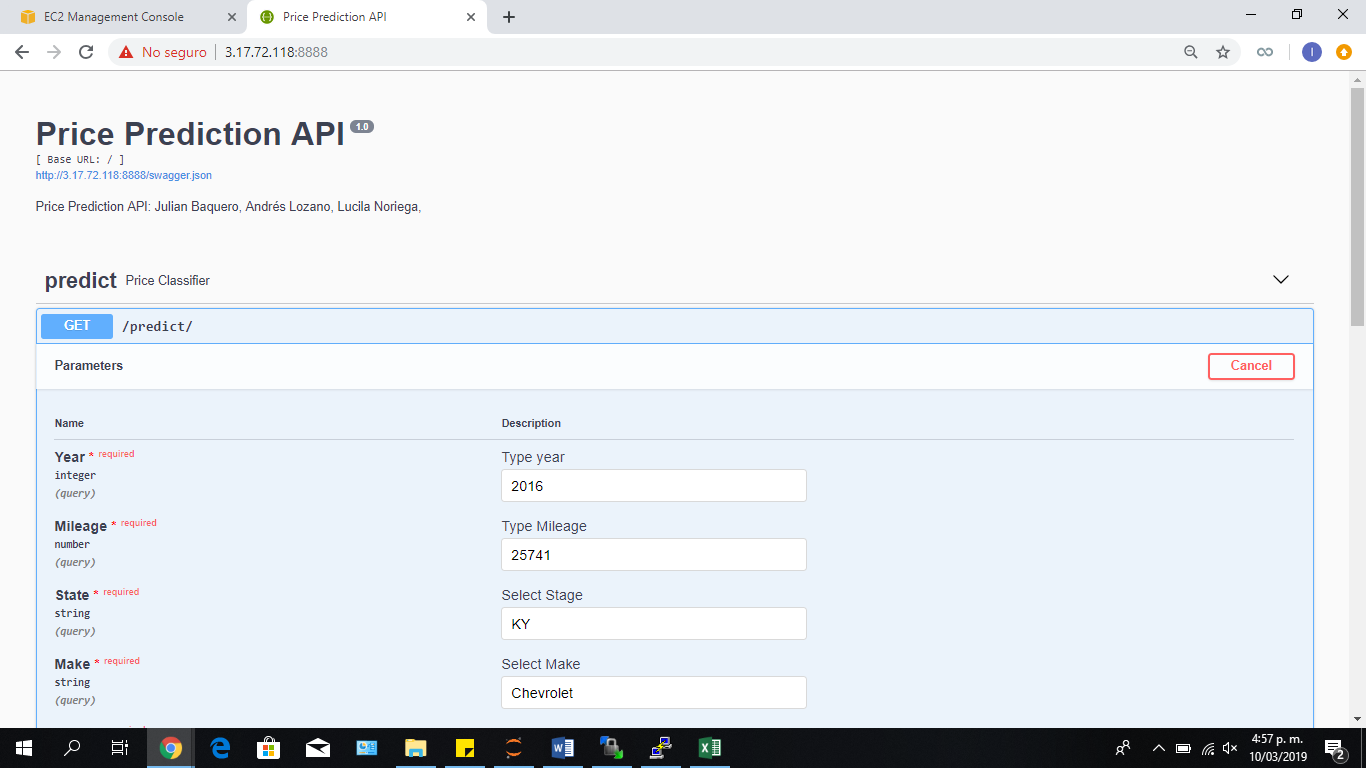 EC2 Management Console
Price Prediction API
No seguro
3.17.72.118:8888
I
Price Prediction API 1.0
[ Base URL: / ]
http://3.17.72.118:8888/swagger.json
Price Prediction API: Julian Baquero, Andrés Lozano, Lucila Noriega,
predict Price Classifier
GET /predict/
Parameters
Cancel
Name Description
Year * required
integer
(query)
Type year
2016
Mileage * required
number
(query)
Type Mileage
25741
State * required
string
(query)
Select Stage
KY
Make * required
string
(query)
Select Make
Chevrolet
4:57 p. m.
10/03/2019
2